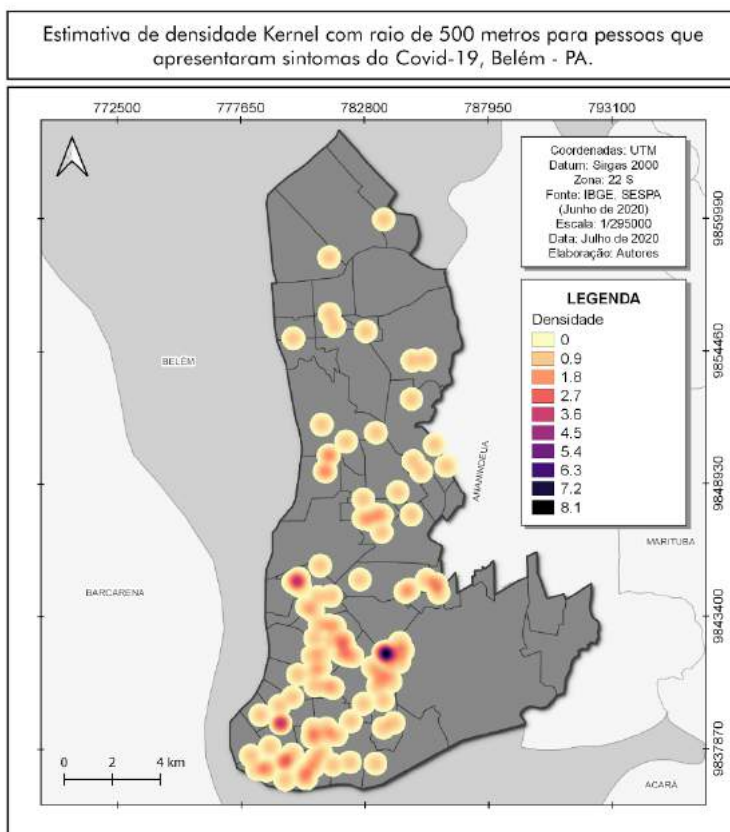 Estimativa de densidade Kernel com raio de 500 metros para pessoas que
apresentaram sintomas da Covid-19, Belém - PA.
772500 777650 782800 787950 793100
Coordenadas: UTM
Datum: Sirgas 2000
Zona: 22 S
Fonte: IBGE, SESPA
(Junho de 2020)
Escala: 1/295000
Data: Julho de 2020
Elaboração: Autores
9859990
LEGENDA
Densidade
0
0.9
1.8
2.7
3.6
4.5
5.4
6.3
7.2
8.1
9854460
BELÉM
ANANINDEUA
9848930
MARITUBA
BARCARENA
9843400
9837870
0 2 4 km
ACARÁ